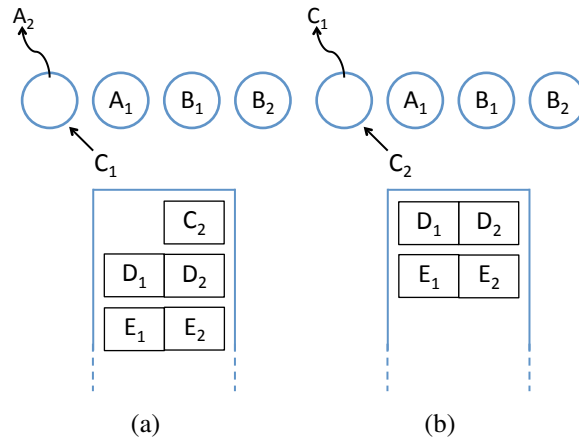 A₂
A₁ B₁ B₂
C₁
C₂
D₁ D₂
E₁ E₂
(a)
C₁
A₁ B₁ B₂
C₂
D₁ D₂
E₁ E₂
(b)